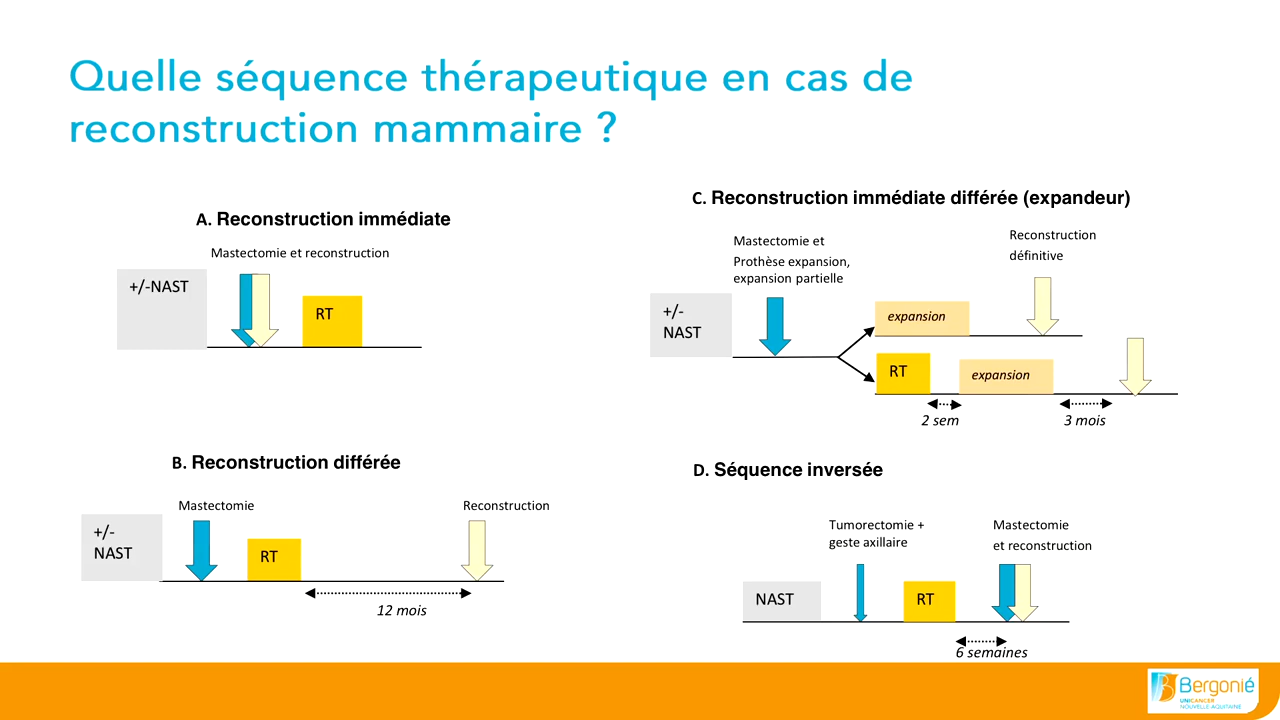 Quelle séquence thérapeutique en cas de
reconstruction mammaire ?
A. Reconstruction immédiate
Mastectomie et reconstruction
+/-NAST
RT
B. Reconstruction différée
Mastectomie
Reconstruction
+/-
NAST
RT
12 mois
C. Reconstruction immédiate différée (expandeur)
Mastectomie et
Prothèse expansion,
expansion partielle
Reconstruction
définitive
+/-
NAST
expansion
RT
expansion
2 sem
3 mois
D. Séquence inversée
Tumorectomie +
geste axillaire
Mastectomie
et reconstruction
NAST
RT
6 semaines
Bergonié
UNICANCER
NOUVELLE-AQUITAINE